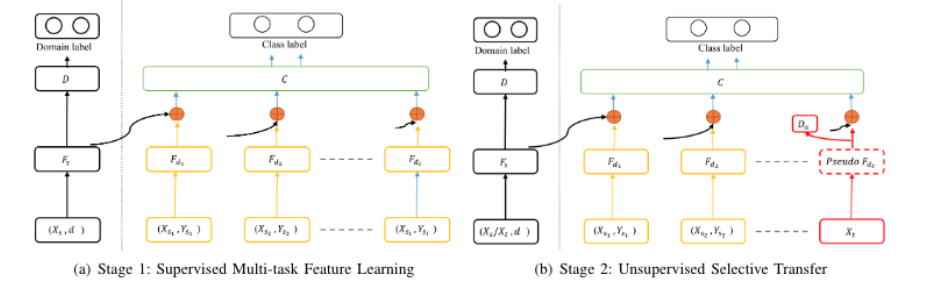 Domain label
Class label
D
C
F_s
F_{d_1}
F_{d_2}
F_{d_t}
(X_s, d )
(X_{s_1}, Y_{s_1})
(X_{s_2}, Y_{s_2})
(X_{s_t}, Y_{s_t})
(a) Stage 1: Supervised Multi-task Feature Learning
Domain label
Class label
D
C
D_a
F_s
F_{d_1}
F_{d_2}
Pseudo F_{d_t}
(X_s/X_t, d)
(X_{s_1}, Y_{s_1})
(X_{s_2}, Y_{s_2})
X_t
(b) Stage 2: Unsupervised Selective Transfer